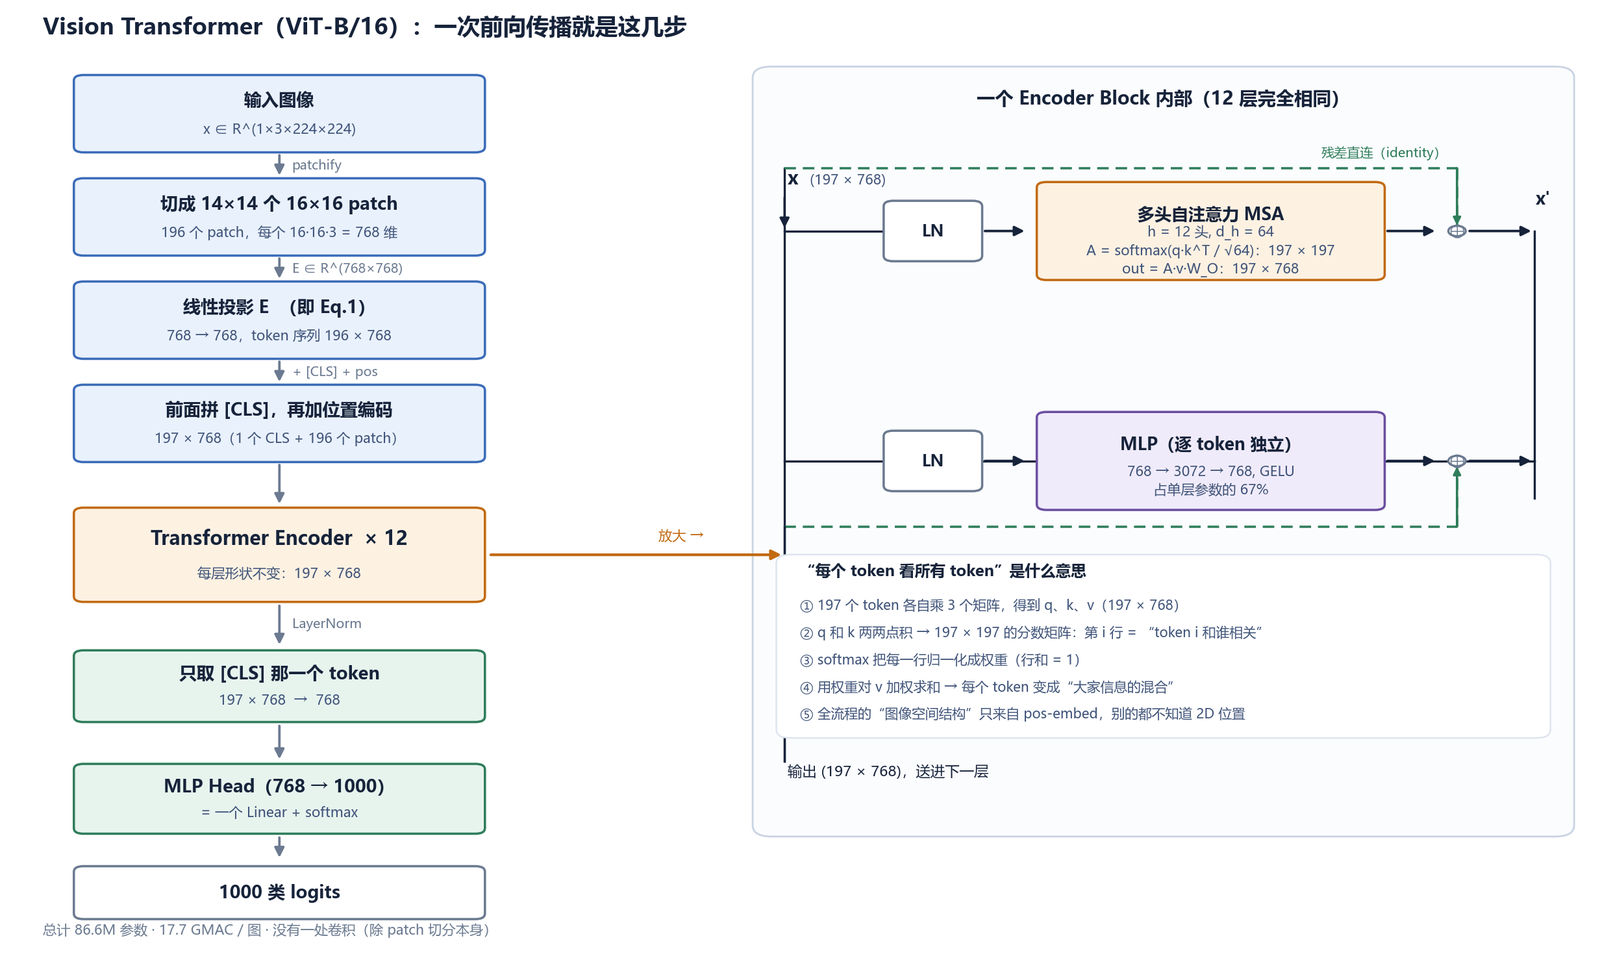 Vision Transformer（ViT-B/16）：一次前向传播就是这几步
输入图像
x ∈ R^(1×3×224×224)
patchify
切成 14×14 个 16×16 patch
196 个 patch，每个 16·16·3 = 768 维
E ∈ R^(768×768)
线性投影 E （即 Eq.1）
768 → 768，token 序列 196 × 768
+ [CLS] + pos
前面拼 [CLS]，再加位置编码
197 × 768（1 个 CLS + 196 个 patch）
Transformer Encoder × 12
每层形状不变：197 × 768
LayerNorm
只取 [CLS] 那一个 token
197 × 768 → 768
MLP Head（768 → 1000）
= 一个 Linear + softmax
1000 类 logits
总计 86.6M 参数 · 17.7 GMAC / 图 · 没有一处卷积（除 patch 切分本身）
放大 →
一个 Encoder Block 内部（12 层完全相同）
残差直连（identity）
x （197 × 768）
x'
LN
多头自注意力 MSA
h = 12 头, d_h = 64
A = softmax(q·k^T / √64)：197 × 197
out = A·v·W_O：197 × 768
LN
MLP（逐 token 独立）
768 → 3072 → 768, GELU
占单层参数的 67%
“每个 token 看所有 token”是什么意思
① 197 个 token 各自乘 3 个矩阵，得到 q、k、v（197 × 768）
② q 和 k 两两点积 → 197 × 197 的分数矩阵：第 i 行 = “token i 和谁相关”
③ softmax 把每一行归一化成权重（行和 = 1）
④ 用权重对 v 加权求和 → 每个 token 变成“大家信息的混合”
⑤ 全流程的“图像空间结构”只来自 pos-embed，别的都不知道 2D 位置
输出 (197 × 768)，送进下一层